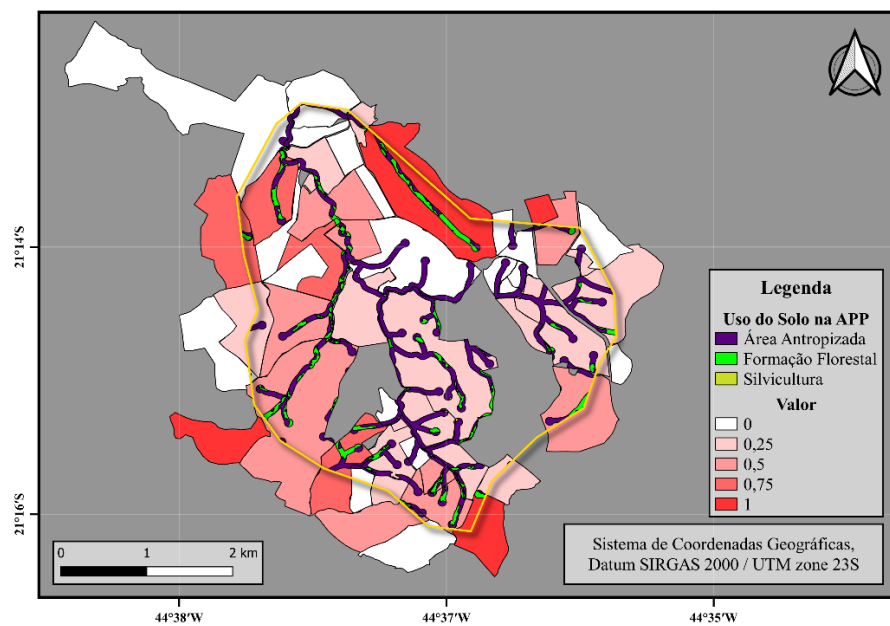 21°14'S
21°16'S
Legenda
Uso do Solo na APP
Área Antropizada
Formação Florestal
Silvicultura
Valor
0
0,25
0,5
0,75
1
0 1 2 km
Sistema de Coordenadas Geográficas,
Datum SIRGAS 2000 / UTM zone 23S
44°38'W 44°37'W 44°35'W